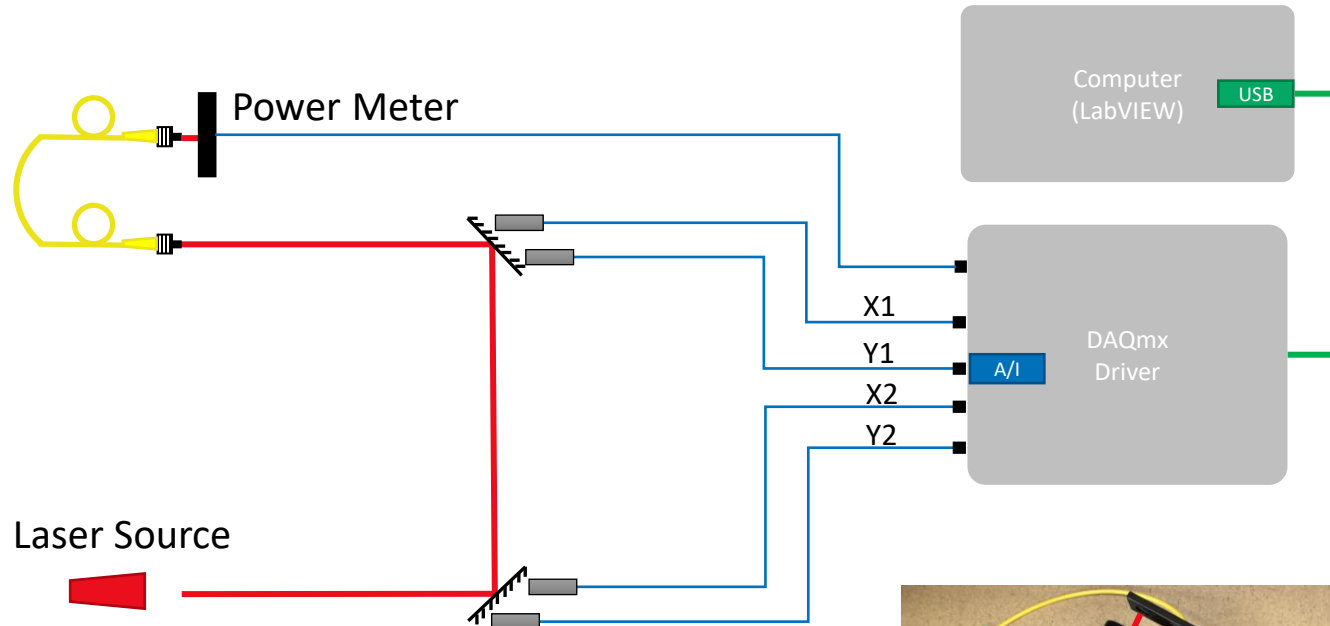 Power Meter
Computer
(LabVIEW)
USB
X1
Y1
X2
Y2
A/I
DAQmx
Driver
Laser Source